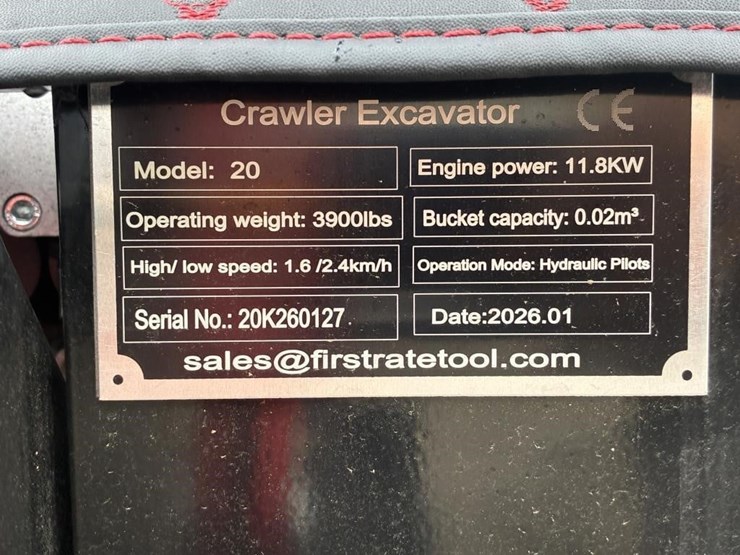 Crawler Excavator CE
Model: 20
Engine power: 11.8KW
Operating weight: 3900lbs
Bucket capacity: 0.02m³
High/ low speed: 1.6 /2.4km/h
Operation Mode: Hydraulic Pilots
Serial No.: 20K260127
Date:2026.01
sales@firstratetool.com